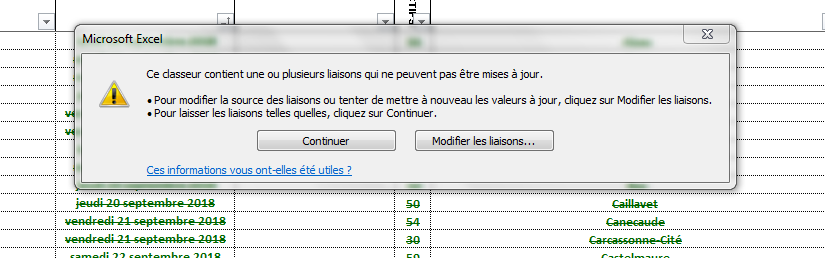 Microsoft Excel
Ce classeur contient une ou plusieurs liaisons qui ne peuvent pas être mises à jour.
• Pour modifier la source des liaisons ou tenter de mettre à nouveau les valeurs à jour, cliquez sur Modifier les liaisons.
• Pour laisser les liaisons telles quelles, cliquez sur Continuer.
Continuer Modifier les liaisons...
Ces informations vous ont-elles été utiles ?
jeudi 20 septembre 2018 50 Caillavet
vendredi 21 septembre 2018 54 Canecaude
vendredi 21 septembre 2018 30 Carcassonne-Cité
samedi 22 septembre 2018 50 Castelmaure